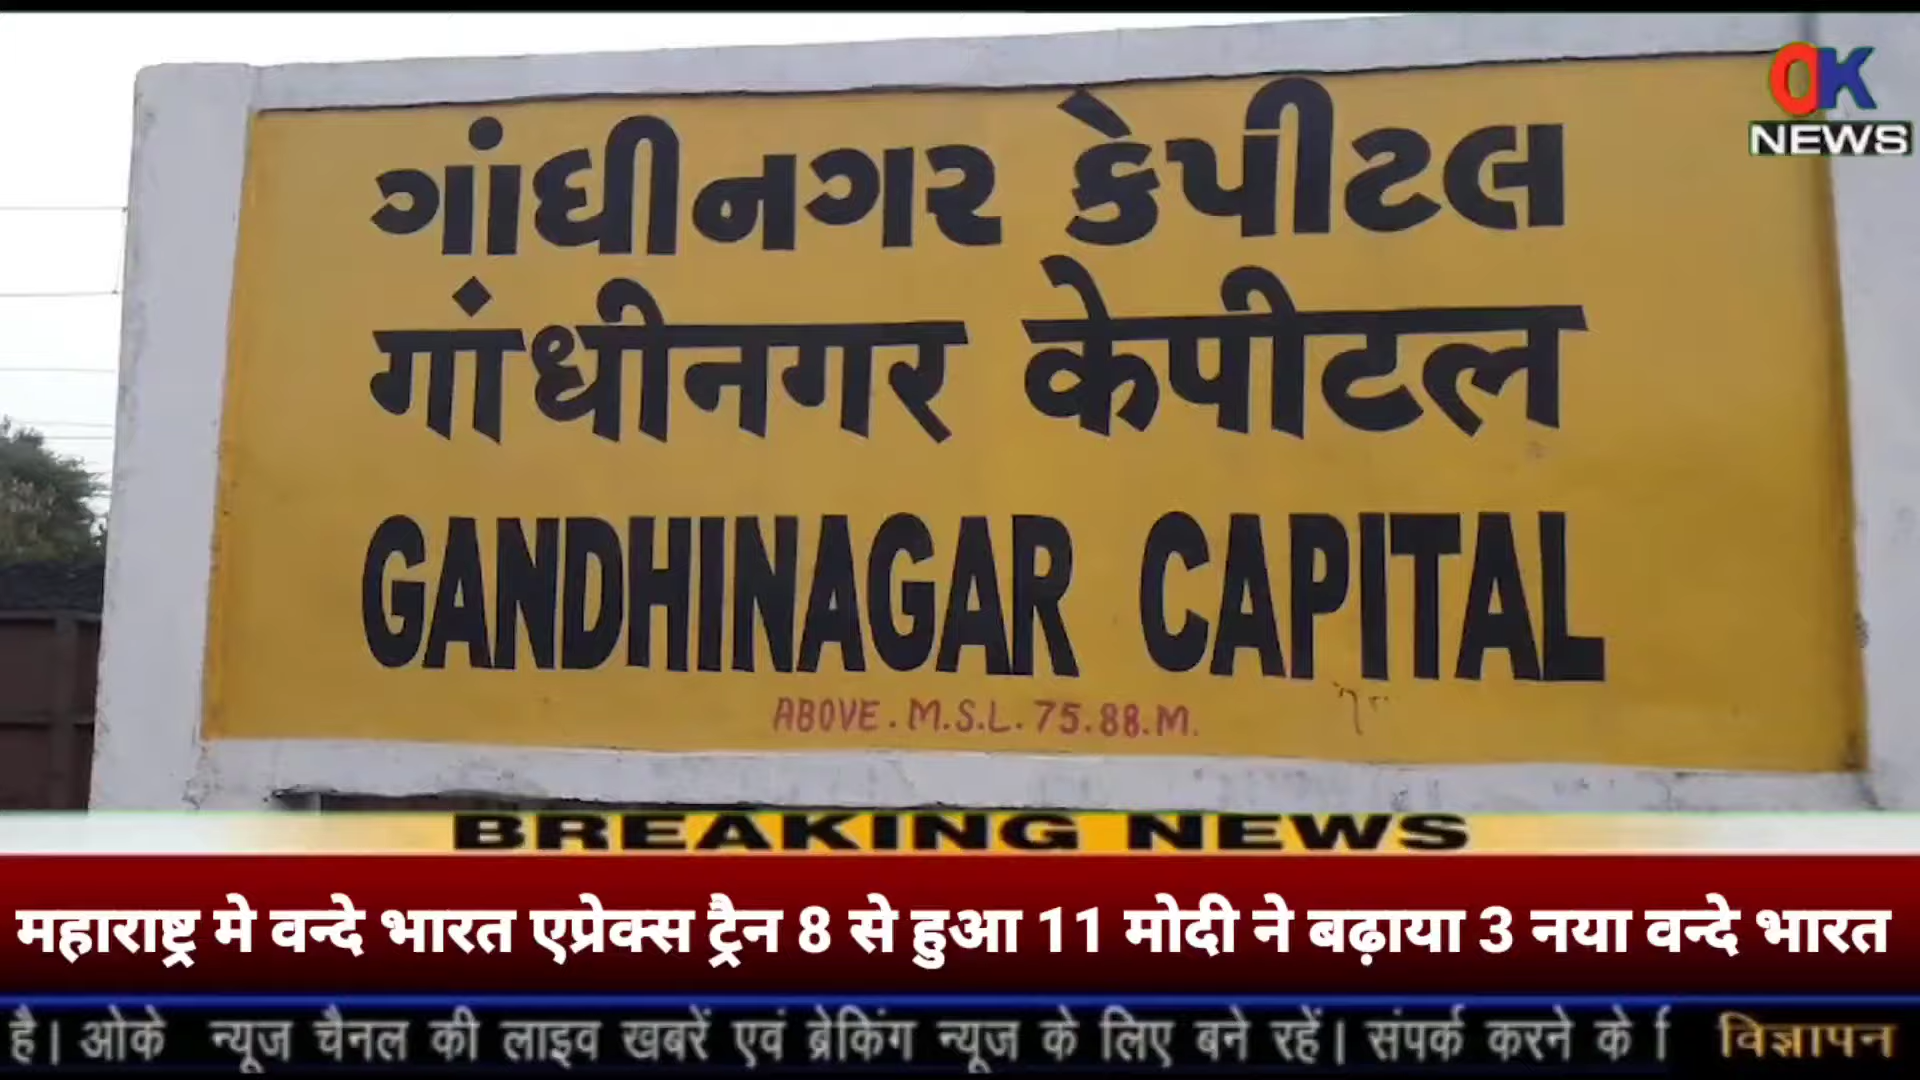 OK
NEWS
ગાંધીનગર કેપીટલ
गांधीनगर केपीटल
GANDHINAGAR CAPITAL
ABOVE. M.S.L. 75.88.M.
BREAKING NEWS
महाराष्ट्र मे वन्दे भारत एप्रेक्स ट्रैन 8 से हुआ 11 मोदी ने बढ़ाया 3 नया वन्दे भारत
है। ओके न्यूज चैनल की लाइव खबरें एवं ब्रेकिंग न्यूज के लिए बने रहें। संपर्क करने के
विज्ञापन